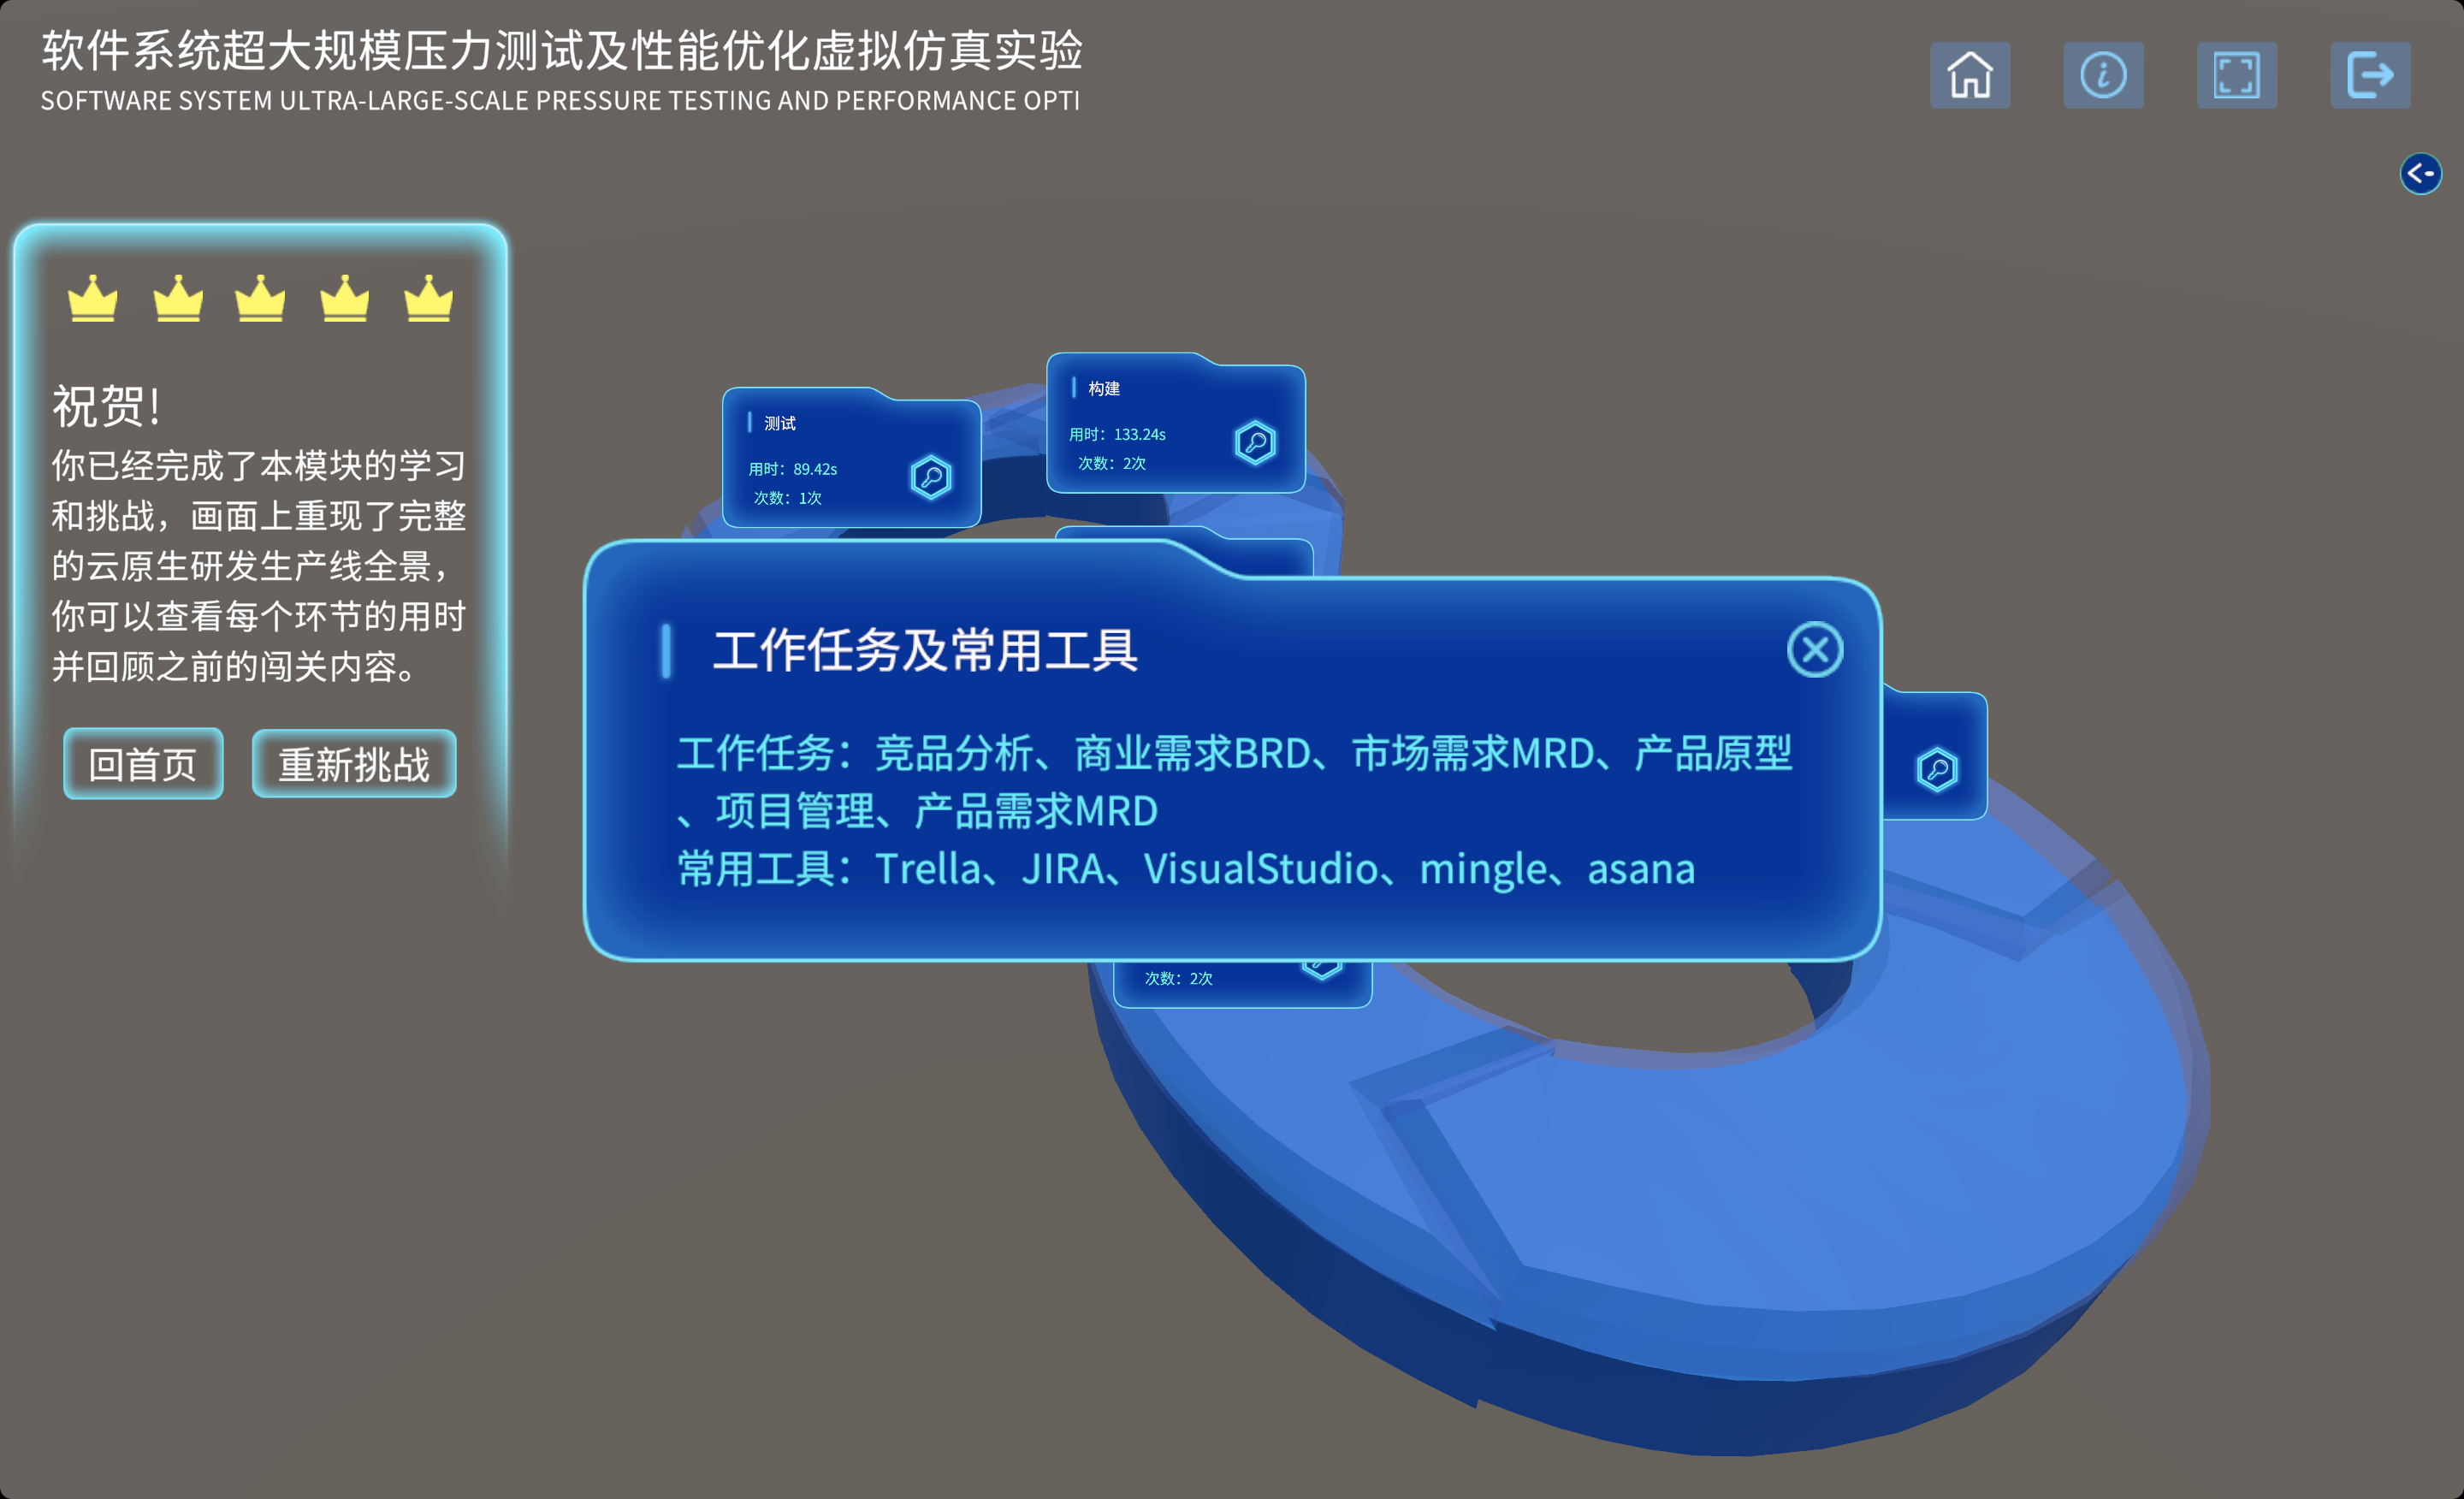 软件系统超大规模压力测试及性能优化虚拟仿真实验
SOFTWARE SYSTEM ULTRA-LARGE-SCALE PRESSURE TESTING AND PERFORMANCE OPTI
祝贺!
你已经完成了本模块的学习
和挑战，画面上重现了完整
的云原生研发生产线全景，
你可以查看每个环节的用时
并回顾之前的闯关内容。
回首页
重新挑战
测试
用时：89.42s
次数：1次
构建
用时：133.24s
次数：2次
工作任务及常用工具
工作任务：竞品分析、商业需求BRD、市场需求MRD、产品原型
、项目管理、产品需求MRD
常用工具：Trella、JIRA、VisualStudio、mingle、asana
次数：2次